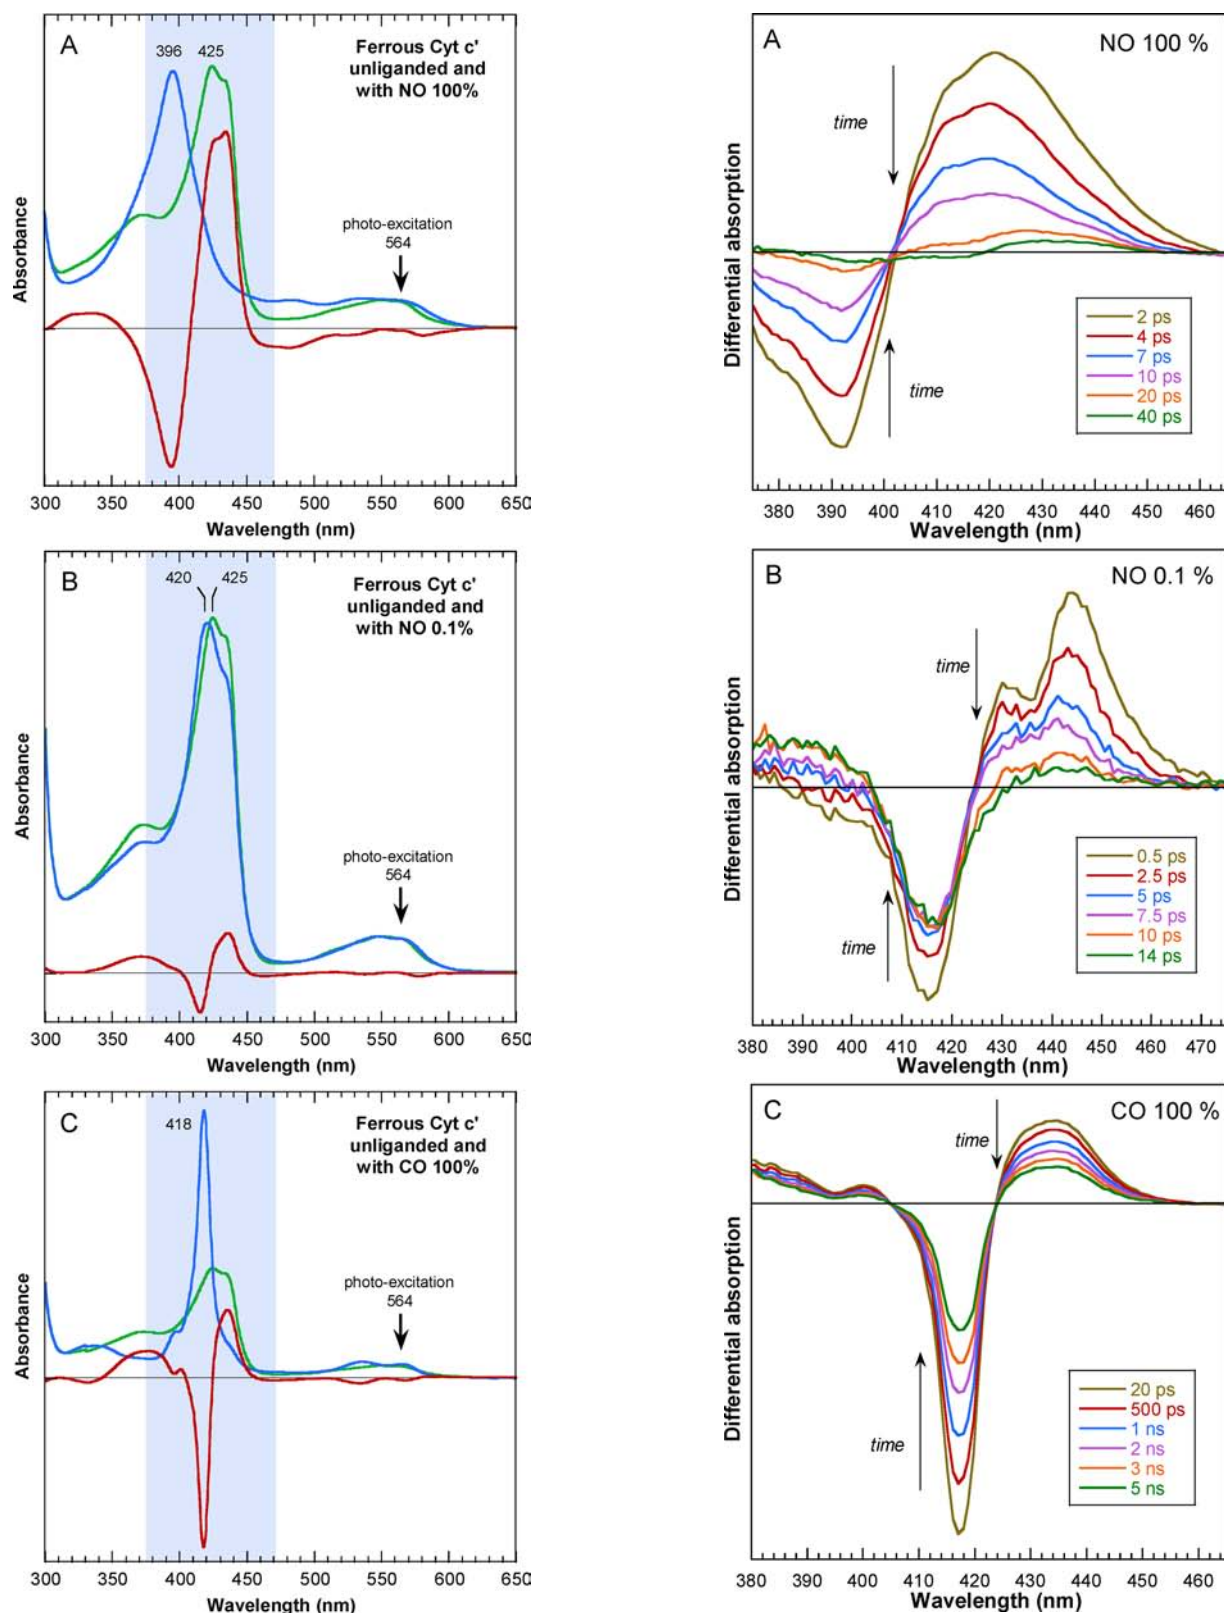 A
396 425
Ferrous Cyt c'
unliganded and
with NO 100%
photo-excitation
564
Absorbance
300 350 400 450 500 550 600 650
Wavelength (nm)
B
420 425
Ferrous Cyt c'
unliganded and
with NO 0.1%
photo-excitation
564
Absorbance
300 350 400 450 500 550 600 650
Wavelength (nm)
C
418
Ferrous Cyt c'
unliganded and
with CO 100%
photo-excitation
564
Absorbance
300 350 400 450 500 550 600 650
Wavelength (nm)
A
NO 100 %
time
time
Differential absorption
2 ps
4 ps
7 ps
10 ps
20 ps
40 ps
380 390 400 410 420 430 440 450 460
Wavelength (nm)
B
NO 0.1 %
time
time
Differential absorption
0.5 ps
2.5 ps
5 ps
7.5 ps
10 ps
14 ps
380 390 400 410 420 430 440 450 460 470
Wavelength (nm)
C
CO 100 %
time
time
Differential absorption
20 ps
500 ps
1 ns
2 ns
3 ns
5 ns
380 390 400 410 420 430 440 450 460
Wavelength (nm)